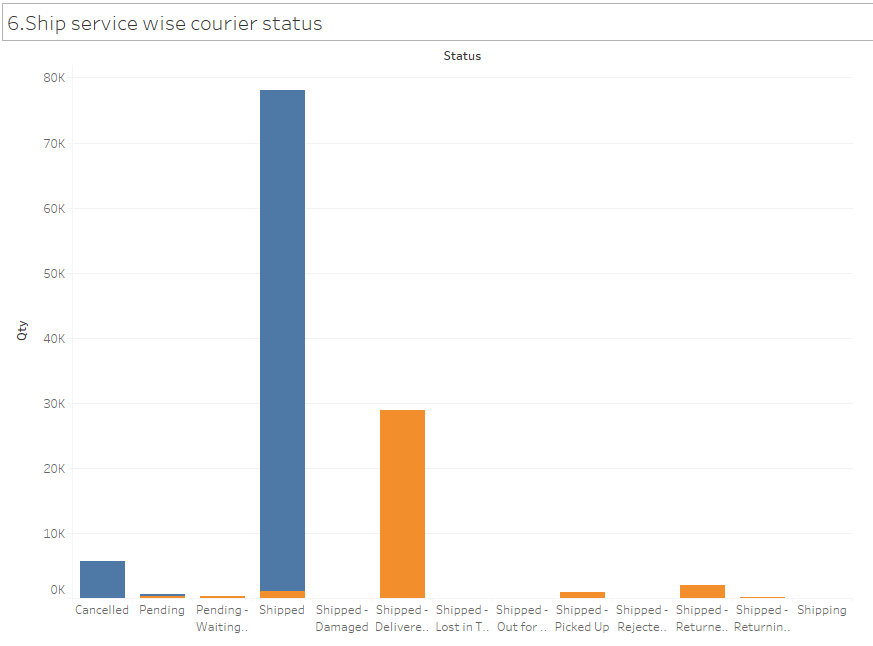 6.Ship service wise courier status
Status
80K
70K
60K
50K
40K
30K
20K
10K
0K
Qty
Cancelled
Pending
Pending -
Waiting..
Shipped
Shipped -
Damaged
Shipped -
Delivere..
Shipped -
Lost in T..
Shipped -
Out for ..
Shipped -
Picked Up
Shipped -
Rejecte..
Shipped -
Returne..
Shipped -
Returnin..
Shipping